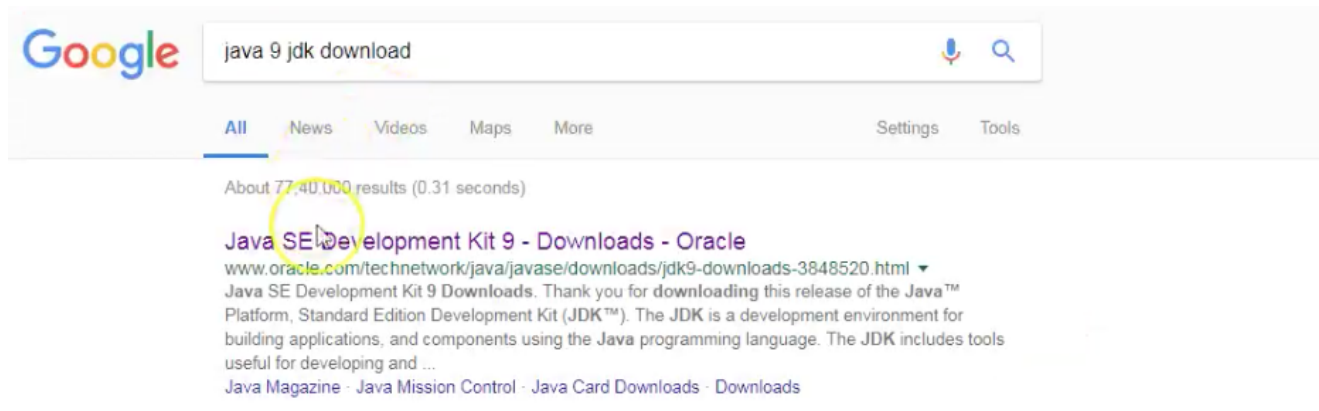 Google
java 9 jdk download
All News Videos Maps More Settings Tools
About 77,40,000 results (0.31 seconds)
Java SE Development Kit 9 - Downloads - Oracle
www.oracle.com/technetwork/java/javase/downloads/jdk9-downloads-3848520.html
Java SE Development Kit 9 Downloads. Thank you for downloading this release of the Java™
Platform, Standard Edition Development Kit (JDK™). The JDK is a development environment for
building applications, and components using the Java programming language. The JDK includes tools
useful for developing and ...
Java Magazine · Java Mission Control · Java Card Downloads · Downloads